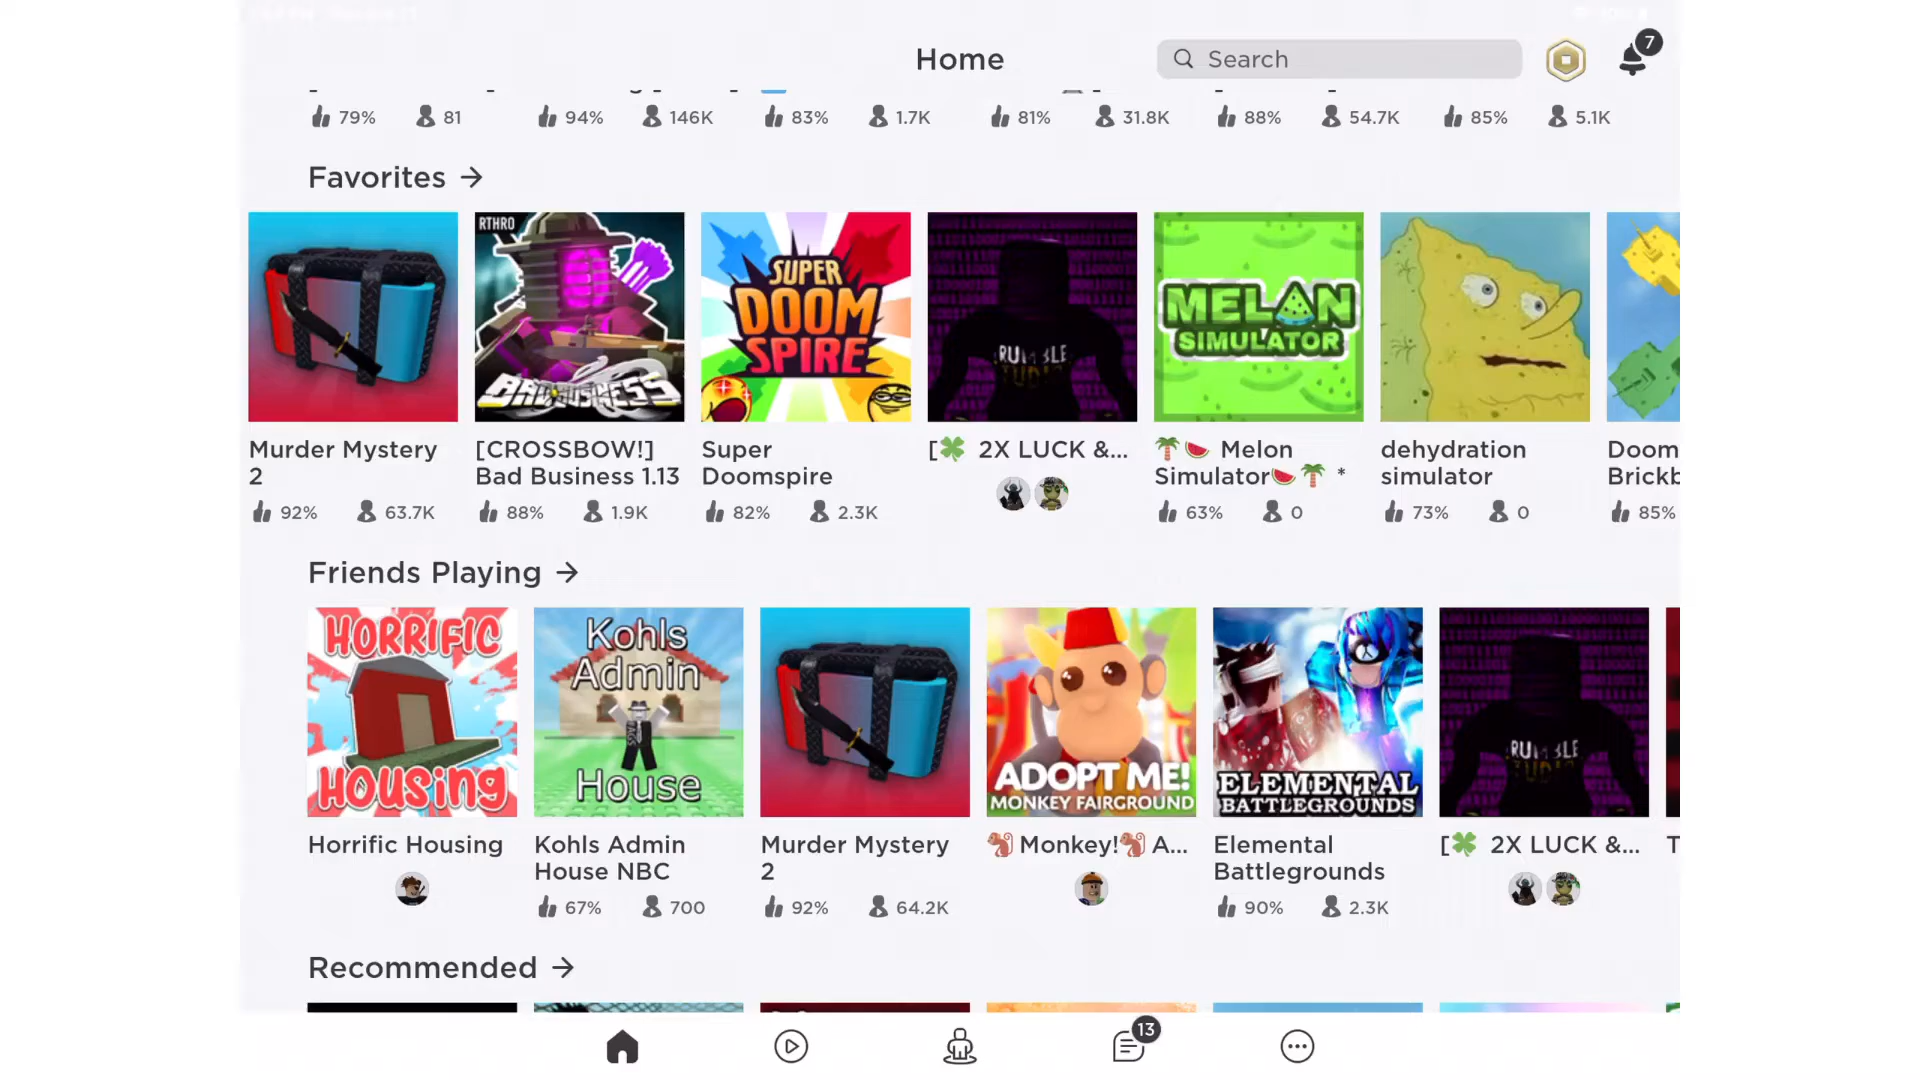 Home
Search
7
79% 81 94% 146K 83% 1.7K 81% 31.8K 88% 54.7K 85% 5.1K
Favorites →
RTHRO
BAD BUSINESS
SUPER
DOOM
SPIRE
MELON
SIMULATOR
Murder Mystery
2
92% 63.7K
[CROSSBOW!]
Bad Business 1.13
88% 1.9K
Super
Doomspire
82% 2.3K
[🍀 2X LUCK &...
🌴🍉 Melon
Simulator🍉🌴 *
63% 0
dehydration
simulator
73% 0
Doom
Brickb
85%
Friends Playing →
HORRIFIC
HOUSING
Kohls
Admin
House
ADOPT ME!
MONKEY FAIRGROUND
ELEMENTAL
BATTLEGROUNDS
Horrific Housing
Kohls Admin
House NBC
67% 700
Murder Mystery
2
92% 64.2K
🐒Monkey!🐒 A...
Elemental
Battlegrounds
90% 2.3K
[🍀 2X LUCK &...
T
Recommended →
13